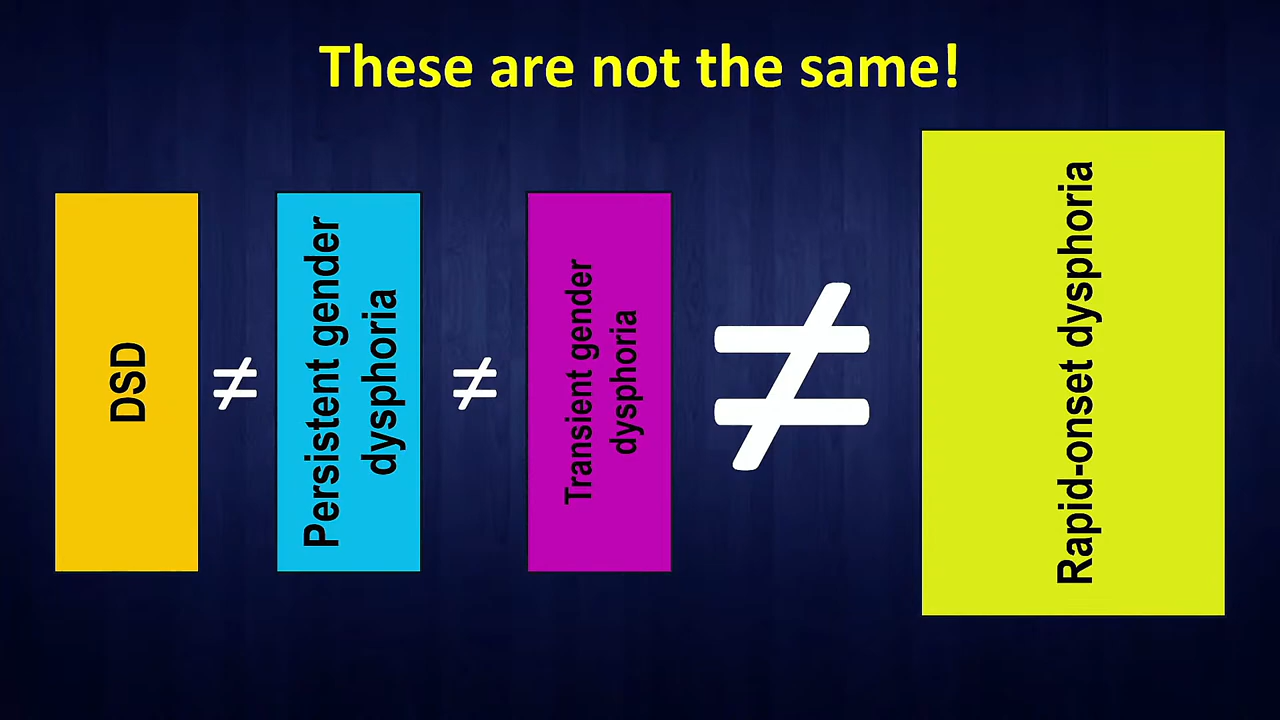 These are not the same!
DSD
≠
Persistent gender
dysphoria
≠
Transient gender
dysphoria
≠
Rapid-onset dysphoria